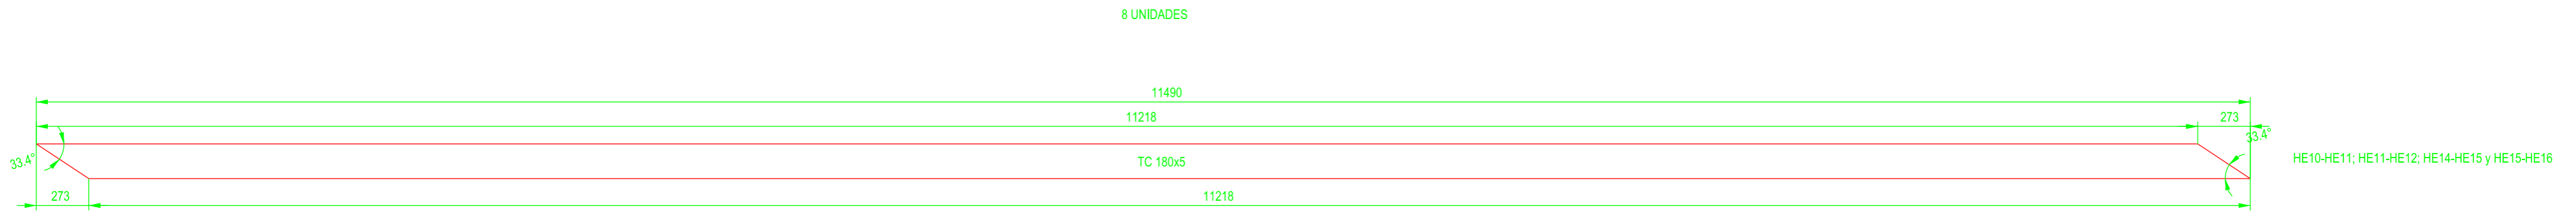 8 UNIDADES
11490
11218
273
33.4°
33.4°
TC 180x5
HE10-HE11; HE11-HE12; HE14-HE15 y HE15-HE16
273
11218